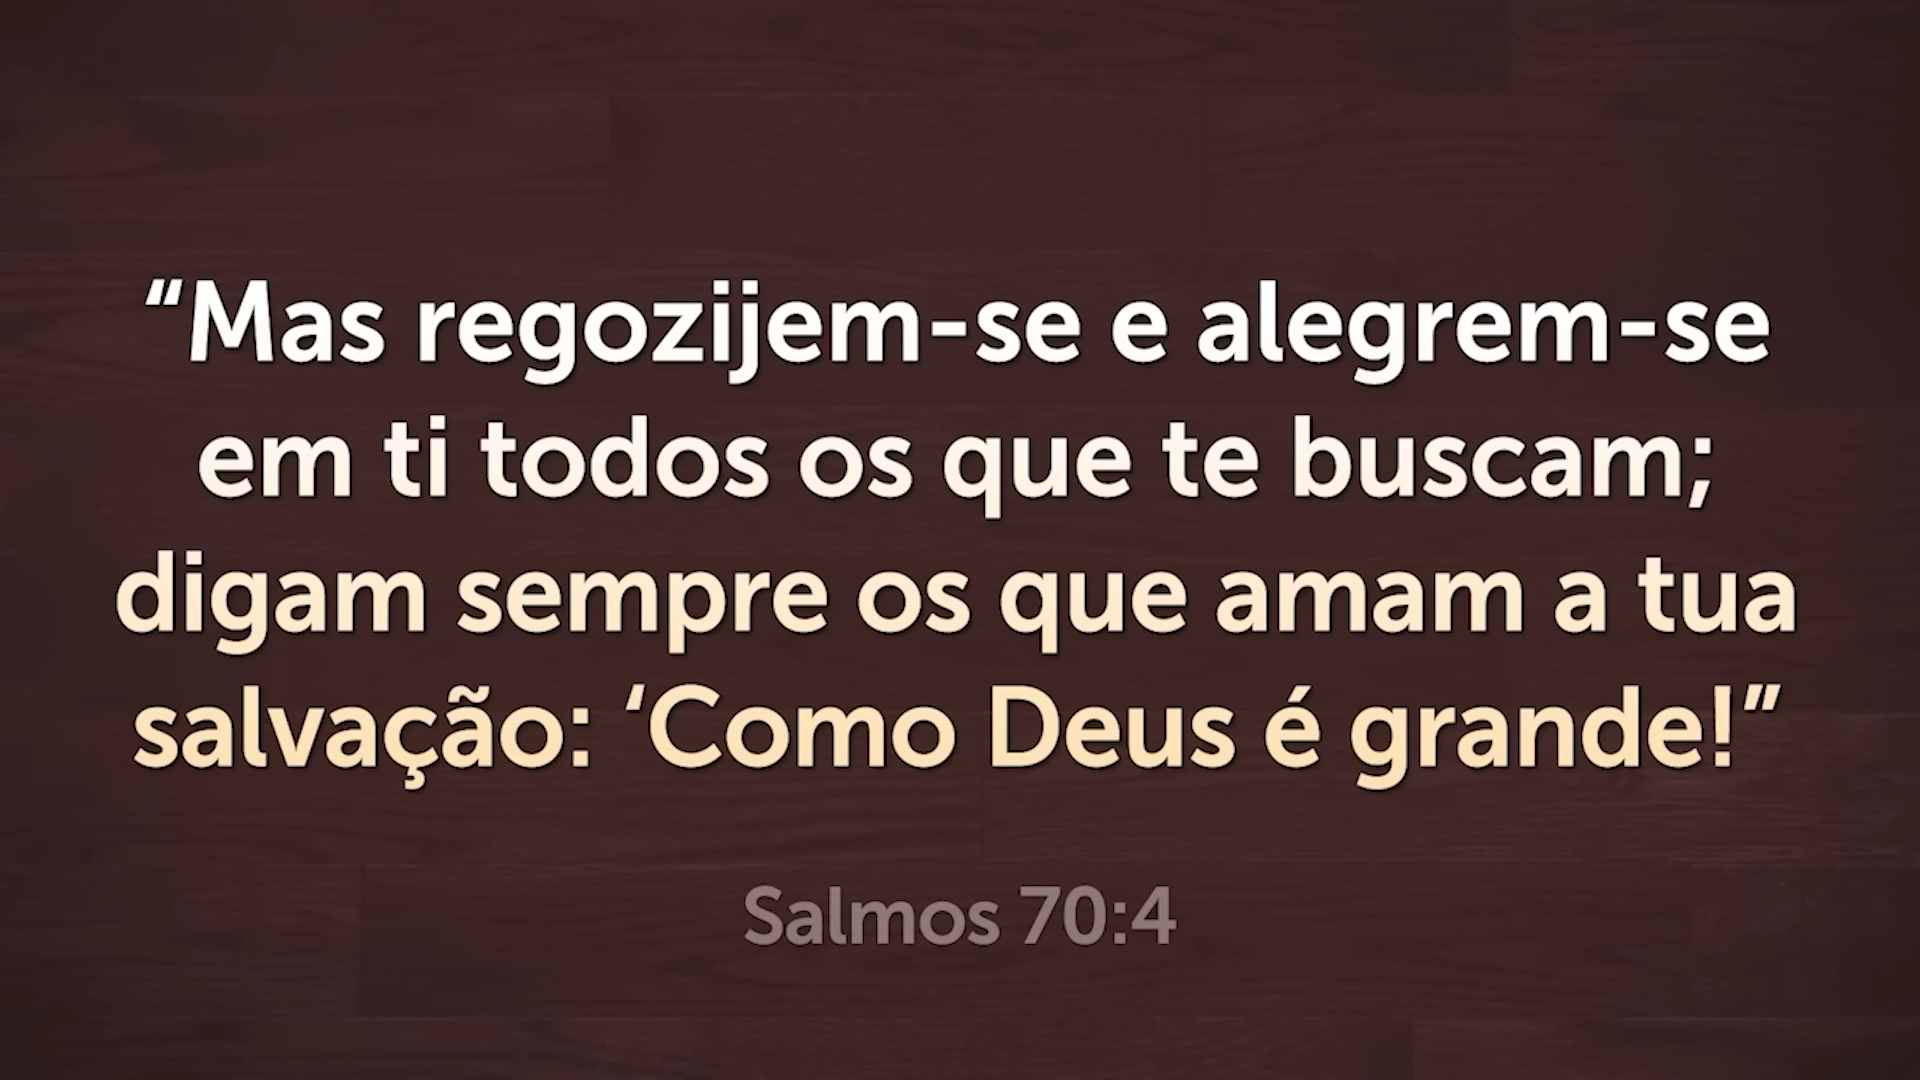 “Mas regozijem-se e alegrem-se
em ti todos os que te buscam;
digam sempre os que amam a tua
salvação: ‘Como Deus é grande!”
Salmos 70:4